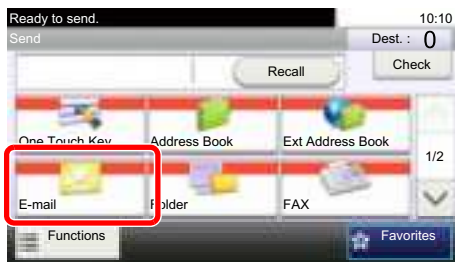 Ready to send. 10:10
Send Dest. : 0
Recall Check
One Touch Key Address Book Ext Address Book
1/2
E-mail Folder FAX
Functions Favorites